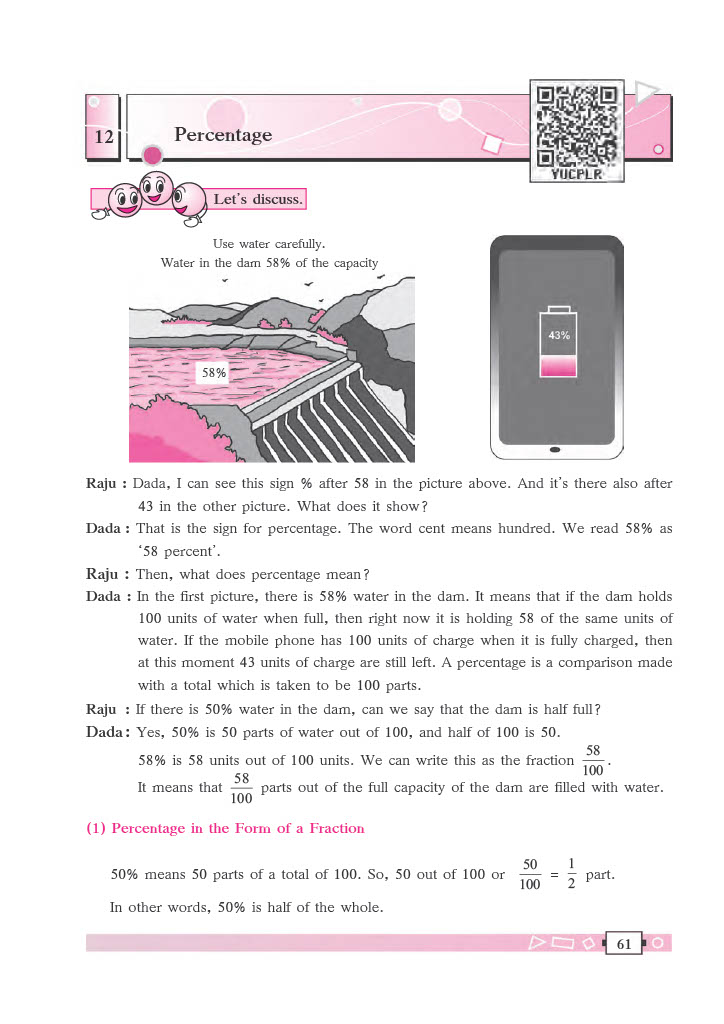 12
Percentage
YUCPLR
Let's discuss.
Use water carefully.
Water in the dam 58% of the capacity
58%
43%
Raju : Dada, I can see this sign % after 58 in the picture above. And it's there also after
43 in the other picture. What does it show?
Dada : That is the sign for percentage. The word cent means hundred. We read 58% as
'58 percent'.
Raju : Then, what does percentage mean?
Dada : In the first picture, there is 58% water in the dam. It means that if the dam holds
100 units of water when full, then right now it is holding 58 of the same units of
water. If the mobile phone has 100 units of charge when it is fully charged, then
at this moment 43 units of charge are still left. A percentage is a comparison made
with a total which is taken to be 100 parts.
Raju : If there is 50% water in the dam, can we say that the dam is half full?
Dada : Yes, 50% is 50 parts of water out of 100, and half of 100 is 50.
58% is 58 units out of 100 units. We can write this as the fraction 58/100.
It means that 58/100 parts out of the full capacity of the dam are filled with water.
(1) Percentage in the Form of a Fraction
50% means 50 parts of a total of 100. So, 50 out of 100 or 50/100 = 1/2 part.
In other words, 50% is half of the whole.
61